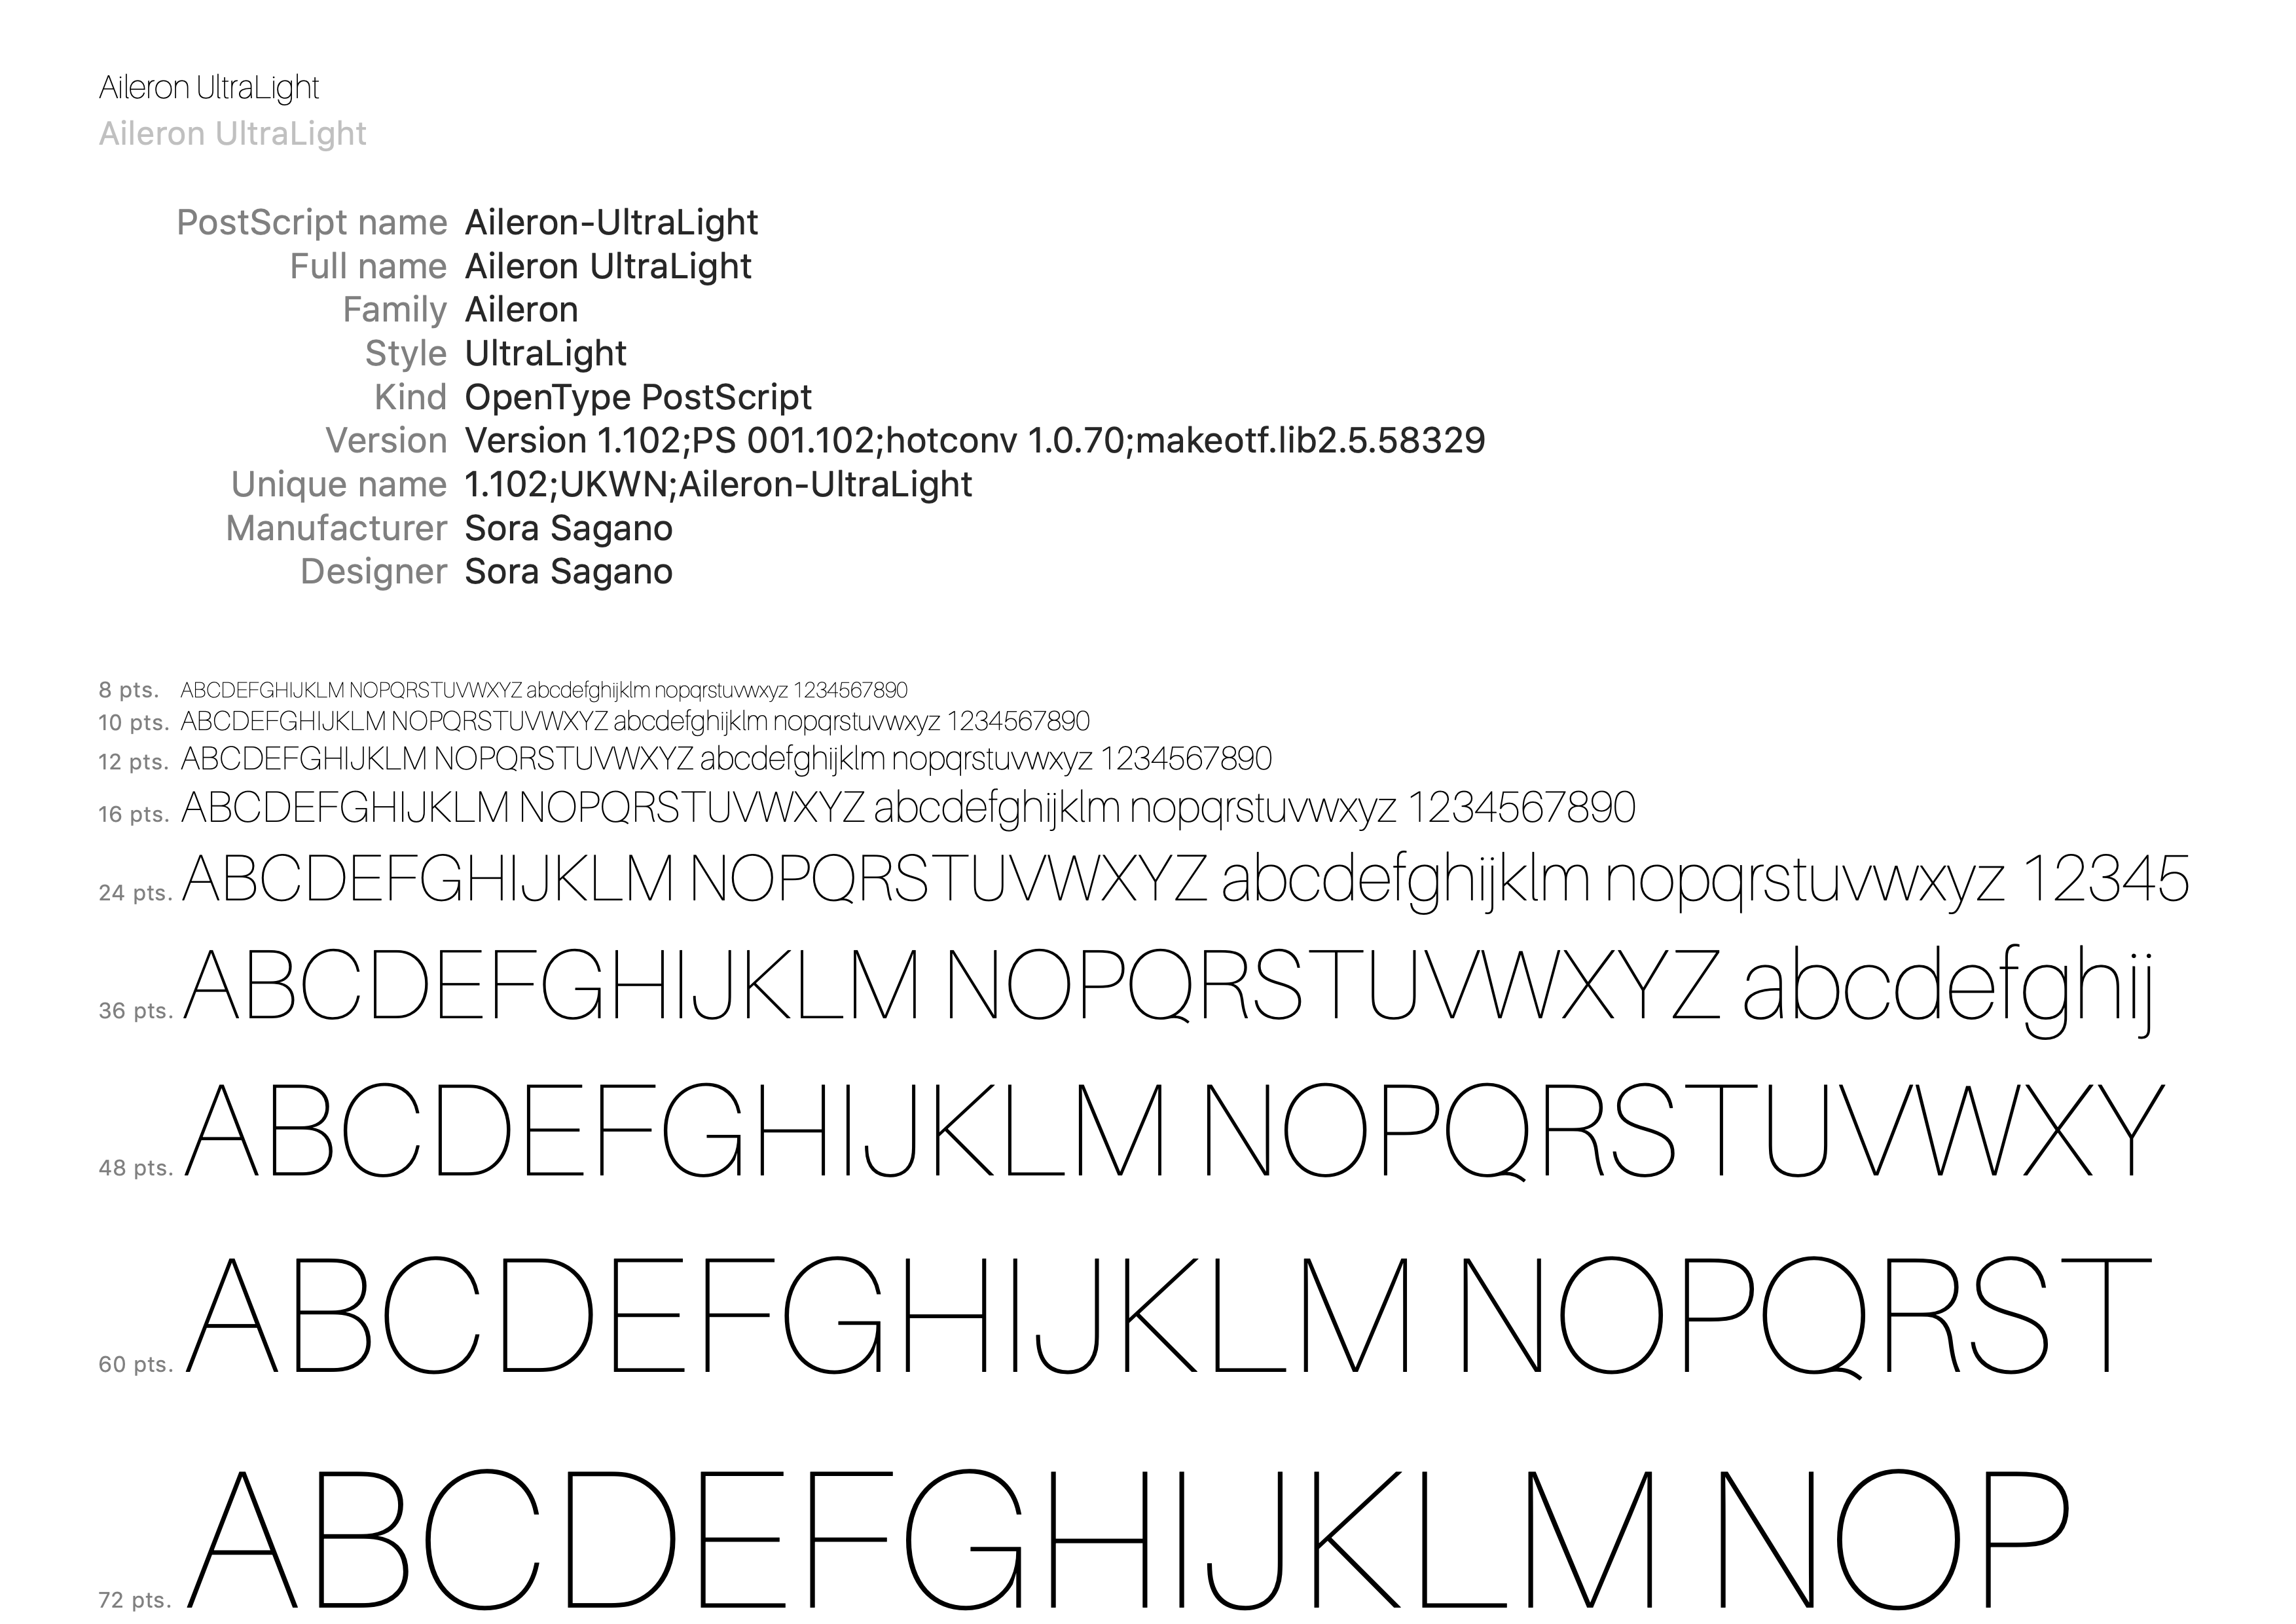 Aileron UltraLight
Aileron UltraLight
PostScript name Aileron-UltraLight
Full name Aileron UltraLight
Family Aileron
Style UltraLight
Kind OpenType PostScript
Version Version 1.102;PS 001.102;hotconv 1.0.70;makeotf.lib2.5.58329
Unique name 1.102;UKWN;Aileron-UltraLight
Manufacturer Sora Sagano
Designer Sora Sagano
8 pts. ABCDEFGHIJKLM NOPQRSTUVWXYZ abcdefghijklm nopqrstuvwxyz 1234567890
10 pts. ABCDEFGHIJKLM NOPQRSTUVWXYZ abcdefghijklm nopqrstuvwxyz 1234567890
12 pts. ABCDEFGHIJKLM NOPQRSTUVWXYZ abcdefghijklm nopqrstuvwxyz 1234567890
16 pts. ABCDEFGHIJKLM NOPQRSTUVWXYZ abcdefghijklm nopqrstuvwxyz 1234567890
24 pts. ABCDEFGHIJKLM NOPQRSTUVWXYZ abcdefghijklm nopqrstuvwxyz 12345
36 pts. ABCDEFGHIJKLM NOPQRSTUVWXYZ abcdefghij
48 pts. ABCDEFGHIJKLM NOPQRSTUVWXY
60 pts. ABCDEFGHIJKLM NOPQRST
72 pts. ABCDEFGHIJKLM NOP